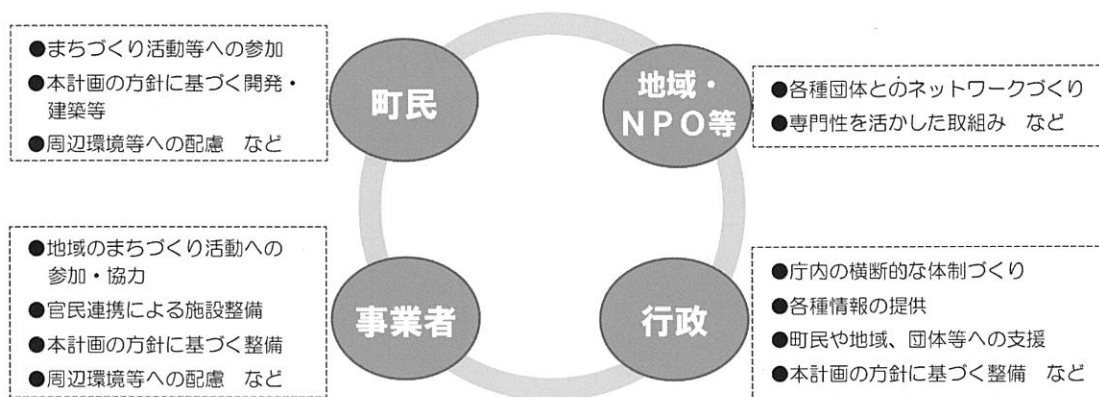 ●まちづくり活動等への参加
●本計画の方針に基づく開発・
建築等
●周辺環境等への配慮　など
町民
地域・
ＮＰＯ等
●各種団体とのネットワークづくり
●専門性を活かした取組み　など
●地域のまちづくり活動への
参加・協力
●官民連携による施設整備
●本計画の方針に基づく整備
●周辺環境等への配慮　など
事業者
行政
●庁内の横断的な体制づくり
●各種情報の提供
●町民や地域、団体等への支援
●本計画の方針に基づく整備　など